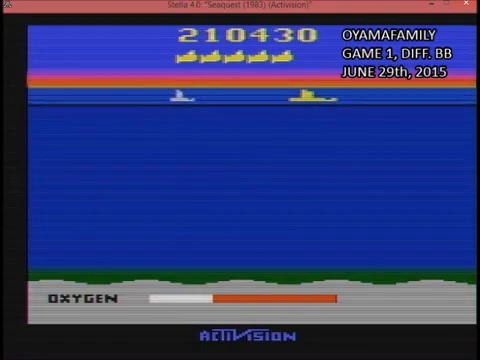 Stella 4.0: "Seaquest (1983) (Activision)"
210430
OYAMAFAMILY
GAME 1, DIFF. BB
JUNE 29th, 2015
OXYGEN
ACTIVISION